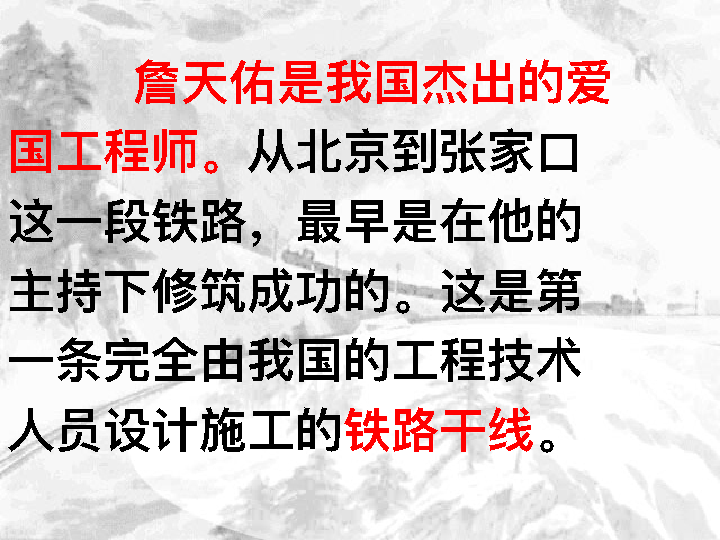 詹天佑是我国杰出的爱
国工程师。从北京到张家口
这一段铁路，最早是在他的
主持下修筑成功的。这是第
一条完全由我国的工程技术
人员设计施工的铁路干线。